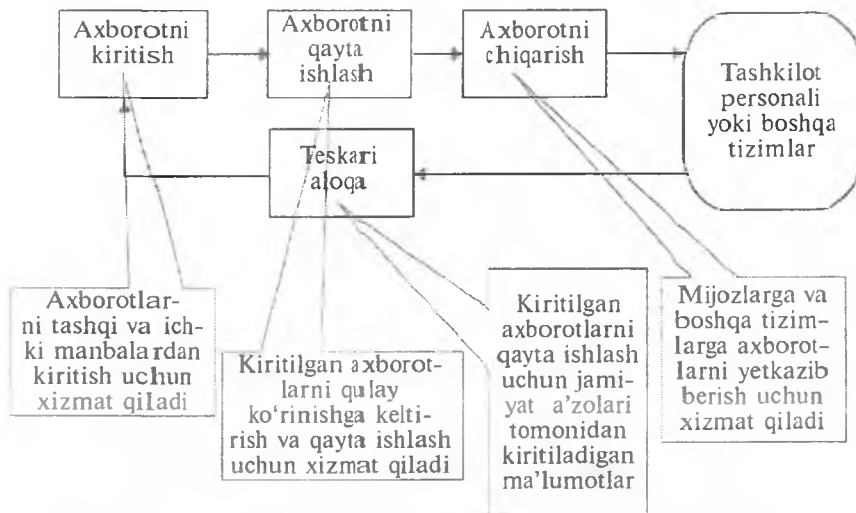 Axborotni
kiritish
Axborotni
qayta
ishlash
Axborotni
chiqarish
Tashkilot
personali
yoki boshqa
tizimlar
Teskari
aloqa
Axborotlar-
ni tashqi va ich-
ki manbalardan
kiritish uchun
xizmat qiladi
Kiritilgan axborot-
larni qulay
ko‘rinishga kelti-
rish va qayta ishlash
uchun xizmat qiladi
Kiritilgan
axborotlarni
qayta ishlash
uchun jami-
yat a’zolari
tomonidan
kiritiladigan
ma’lumotlar
Mijozlarga va
boshqa tizim-
larga axborot-
larni yetkazib
berish uchun
xizmat qiladi